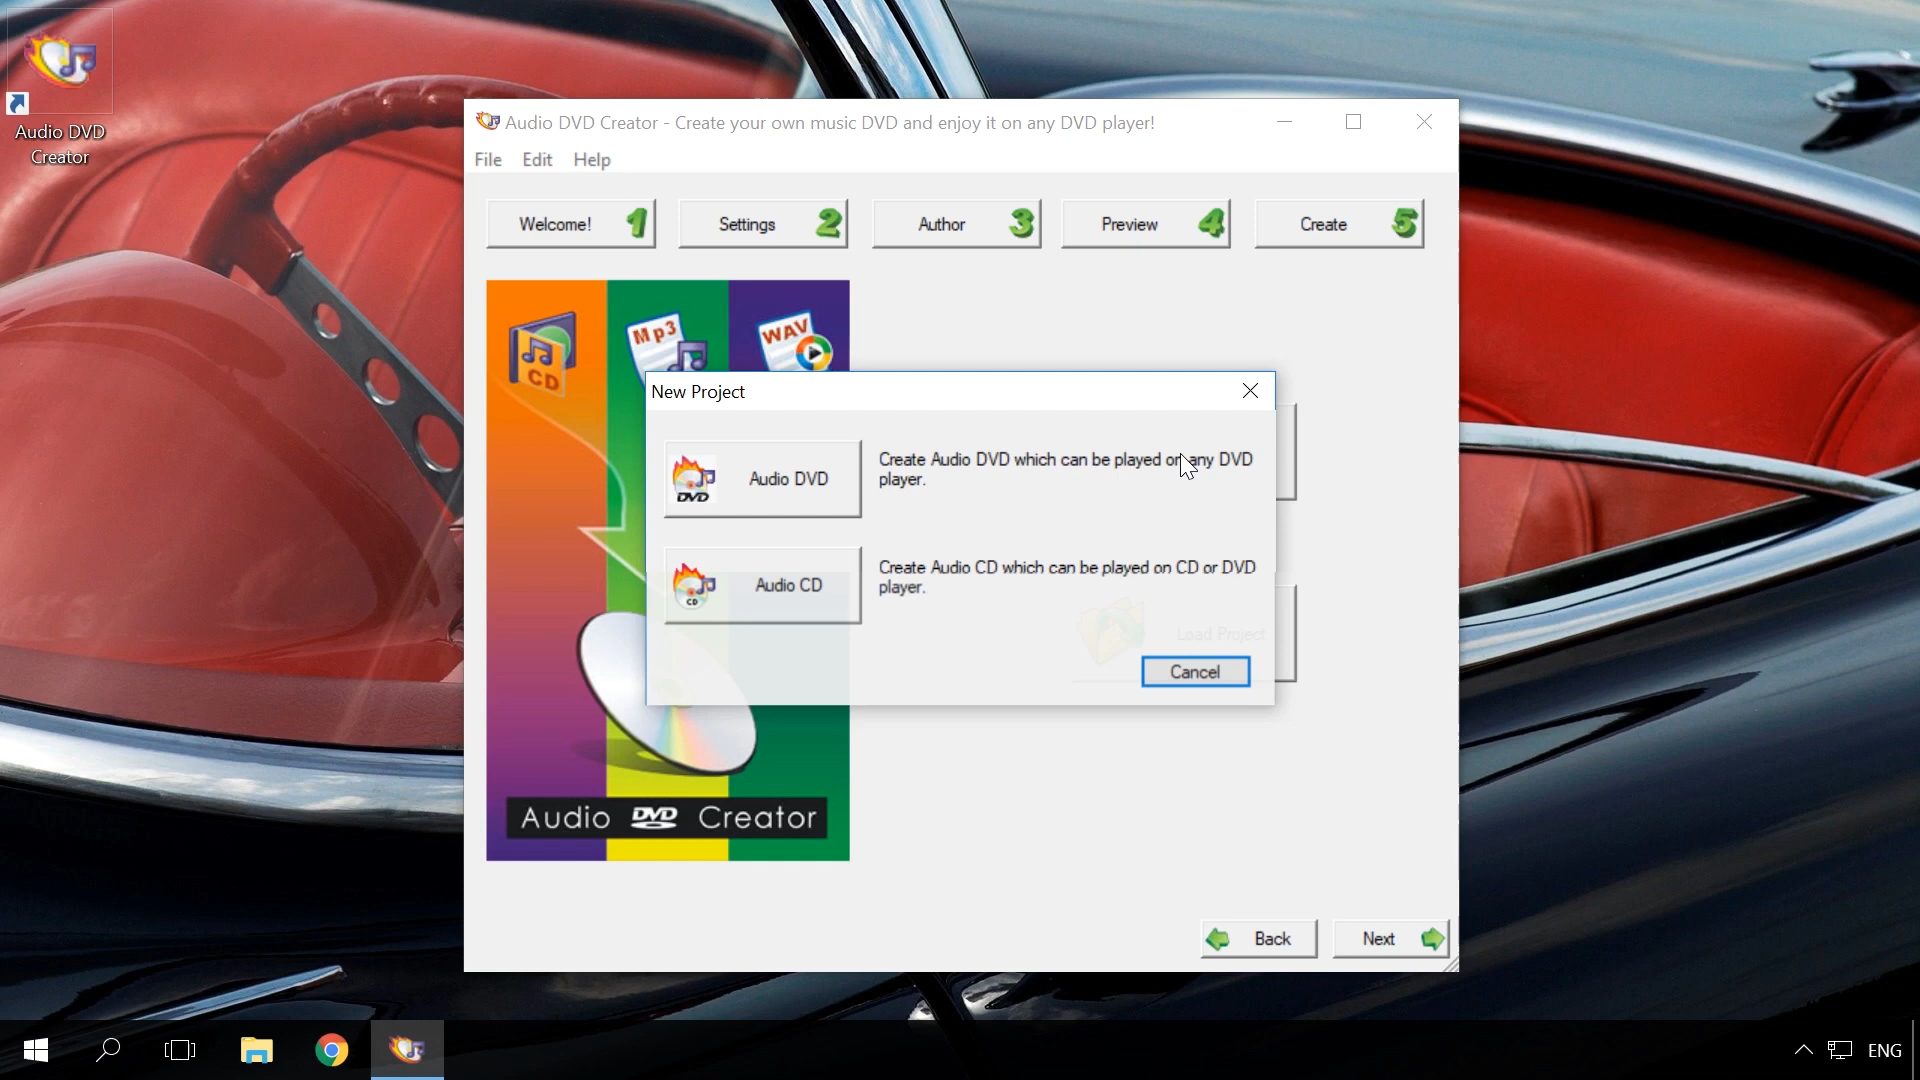 Audio DVD
Creator
Audio DVD Creator - Create your own music DVD and enjoy it on any DVD player!
File Edit Help
Welcome! 1
Settings 2
Author 3
Preview 4
Create 5
CD
Mp3
WAV
New Project
DVD
Audio DVD
Create Audio DVD which can be played on any DVD
player.
CD
Audio CD
Create Audio CD which can be played on CD or DVD
player.
Load Project
Cancel
Audio DVD Creator
Back
Next
ENG